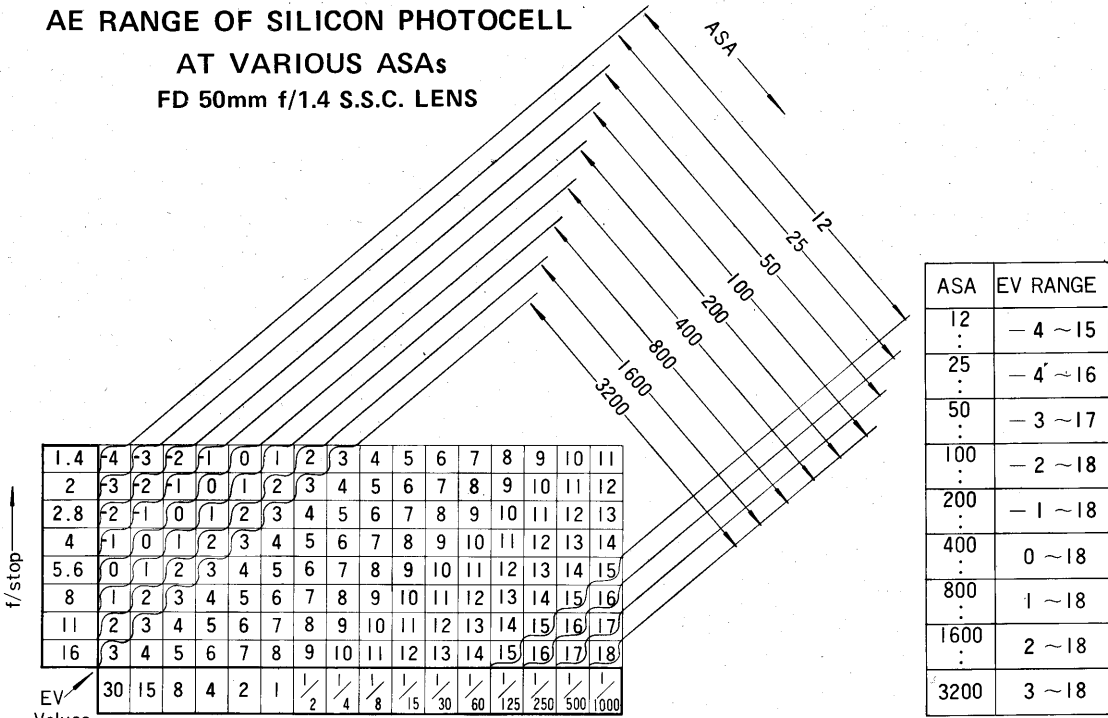 AE RANGE OF SILICON PHOTOCELL
AT VARIOUS ASAs
FD 50mm f/1.4 S.S.C. LENS
ASA
12
25
50
100
200
400
800
1600
3200
f/stop
1.4 -4 -3 -2 -1 0 1 2 3 4 5 6 7 8 9 10 11
2 -3 -2 -1 0 1 2 3 4 5 6 7 8 9 10 11 12
2.8 -2 -1 0 1 2 3 4 5 6 7 8 9 10 11 12 13
4 -1 0 1 2 3 4 5 6 7 8 9 10 11 12 13 14
5.6 0 1 2 3 4 5 6 7 8 9 10 11 12 13 14 15
8 1 2 3 4 5 6 7 8 9 10 11 12 13 14 15 16
11 2 3 4 5 6 7 8 9 10 11 12 13 14 15 16 17
16 3 4 5 6 7 8 9 10 11 12 13 14 15 16 17 18
EV 30 15 8 4 2 1 1/2 1/4 1/8 1/15 1/30 1/60 1/125 1/250 1/500 1/1000
Values
ASA EV RANGE
12 -4 ~15
25 -4 ~16
50 -3 ~17
100 -2 ~18
200 -1 ~18
400 0 ~18
800 1 ~18
1600 2 ~18
3200 3 ~18